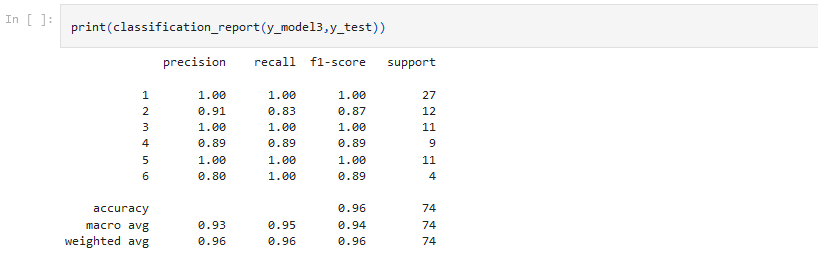 In [ ]: print(classification_report(y_model3,y_test))
precision recall f1-score support
1 1.00 1.00 1.00 27
2 0.91 0.83 0.87 12
3 1.00 1.00 1.00 11
4 0.89 0.89 0.89 9
5 1.00 1.00 1.00 11
6 0.80 1.00 0.89 4
accuracy 0.96 74
macro avg 0.93 0.95 0.94 74
weighted avg 0.96 0.96 0.96 74